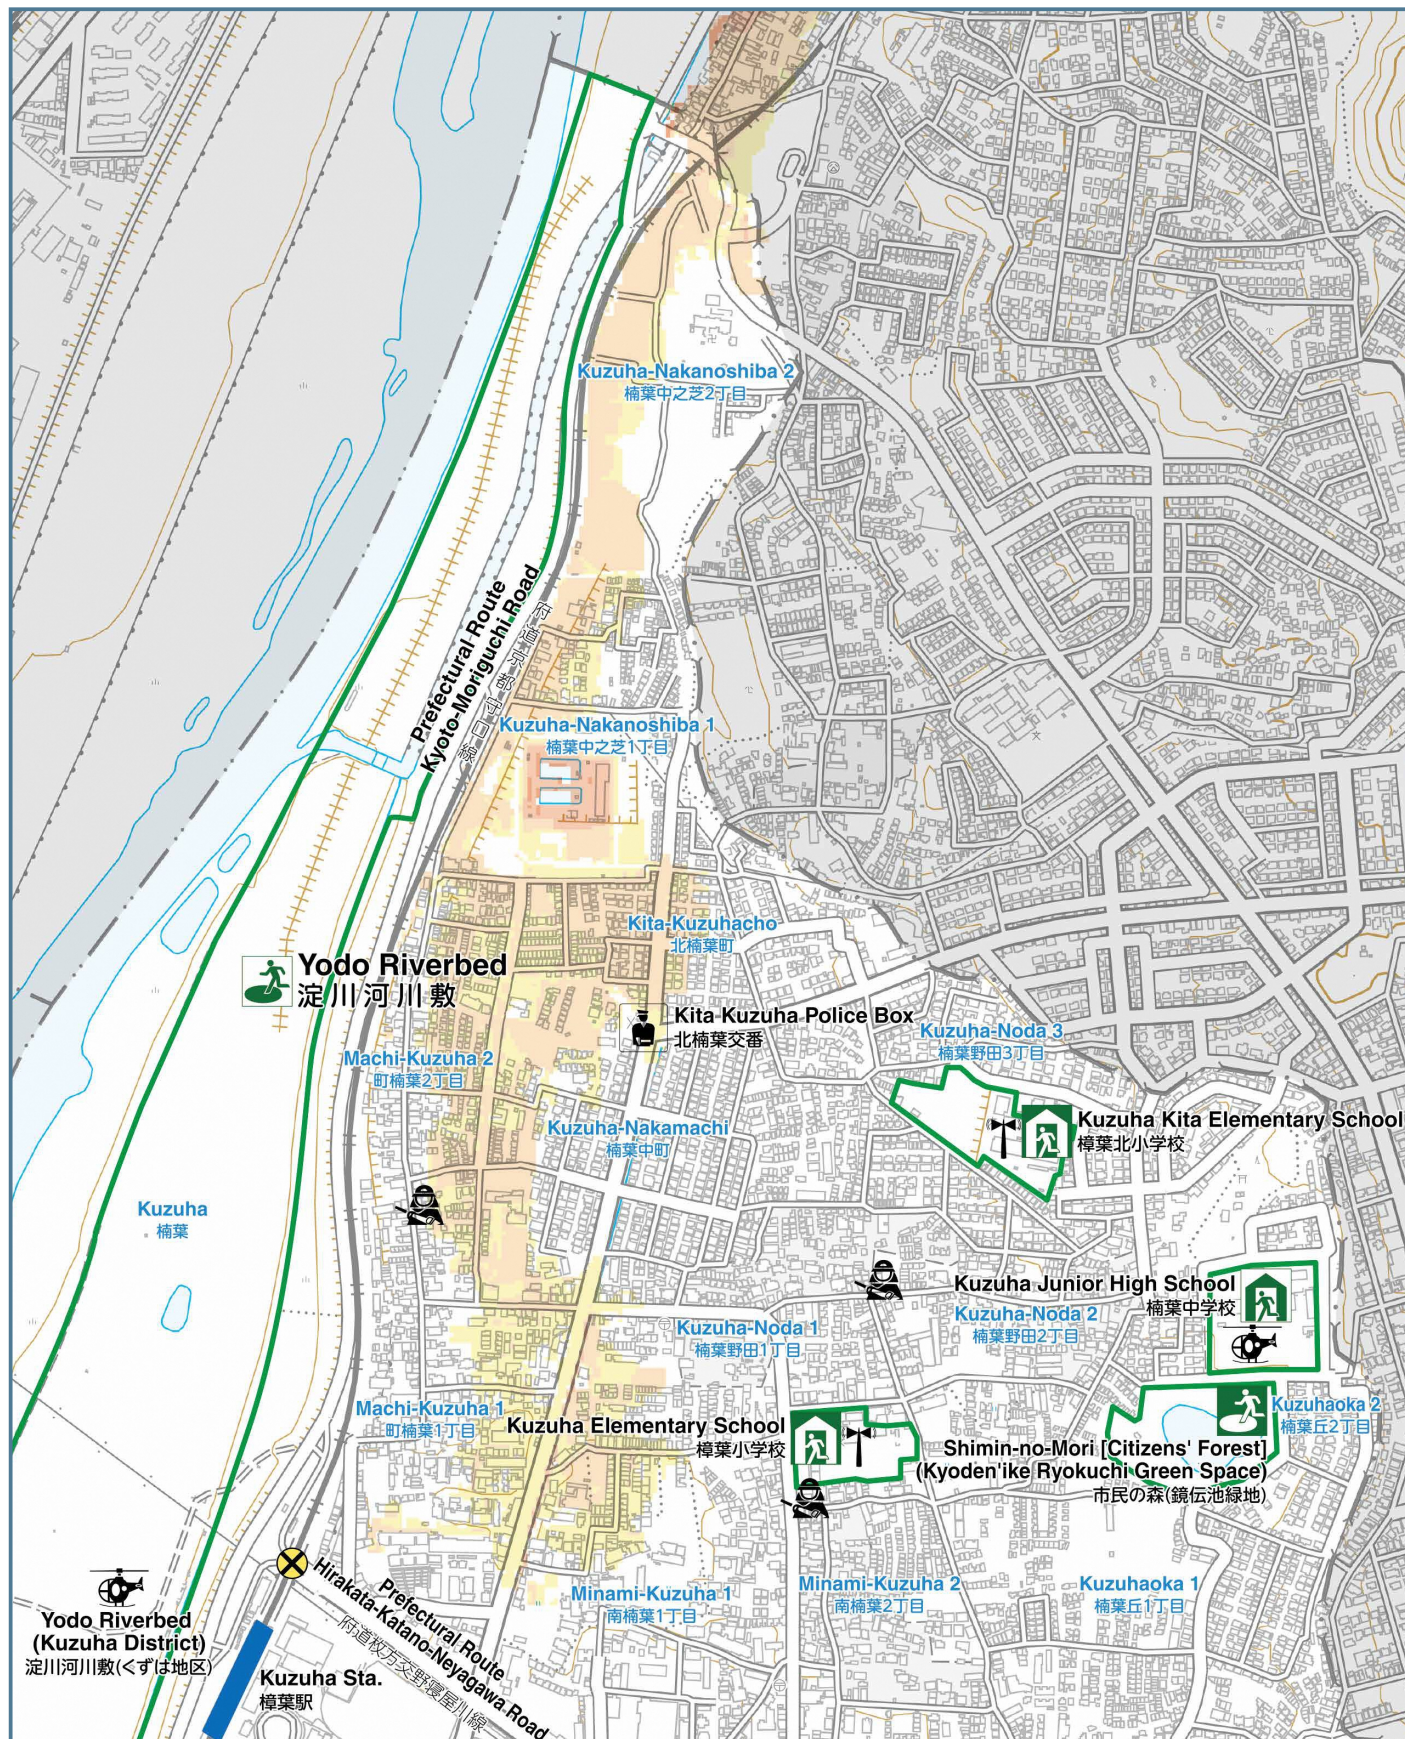 Kuzuha-Nakanoshiba 2
楠葉中之芝2丁目
Prefectural Route
Kyoto-Moriguchi Road
府道京都守口線
Kuzuha-Nakanoshiba 1
楠葉中之芝1丁目
Kita-Kuzuhacho
北楠葉町
Yodo Riverbed
淀川河川敷
Kita Kuzuha Police Box
北楠葉交番
Kuzuha-Noda 3
楠葉野田3丁目
Machi-Kuzuha 2
町楠葉2丁目
Kuzuha-Nakamachi
楠葉中町
Kuzuha Kita Elementary School
樟葉北小学校
Kuzuha
楠葉
Kuzuha Junior High School
楠葉中学校
Kuzuha-Noda 2
楠葉野田2丁目
Kuzuha-Noda 1
楠葉野田1丁目
Machi-Kuzuha 1
町楠葉1丁目
Kuzuha Elementary School
樟葉小学校
Kuzuhaoka 2
楠葉丘2丁目
Shimin-no-Mori [Citizens' Forest]
(Kyoden'ike Ryokuchi Green Space)
市民の森(鏡伝池緑地)
Minami-Kuzuha 1
南楠葉1丁目
Minami-Kuzuha 2
南楠葉2丁目
Kuzuhaoka 1
楠葉丘1丁目
Yodo Riverbed
(Kuzuha District)
淀川河川敷(くずは地区)
Prefectural Route
Hirakata-Katano-Neyagawa Road
府道枚方交野寝屋川線
Kuzuha Sta.
樟葉駅